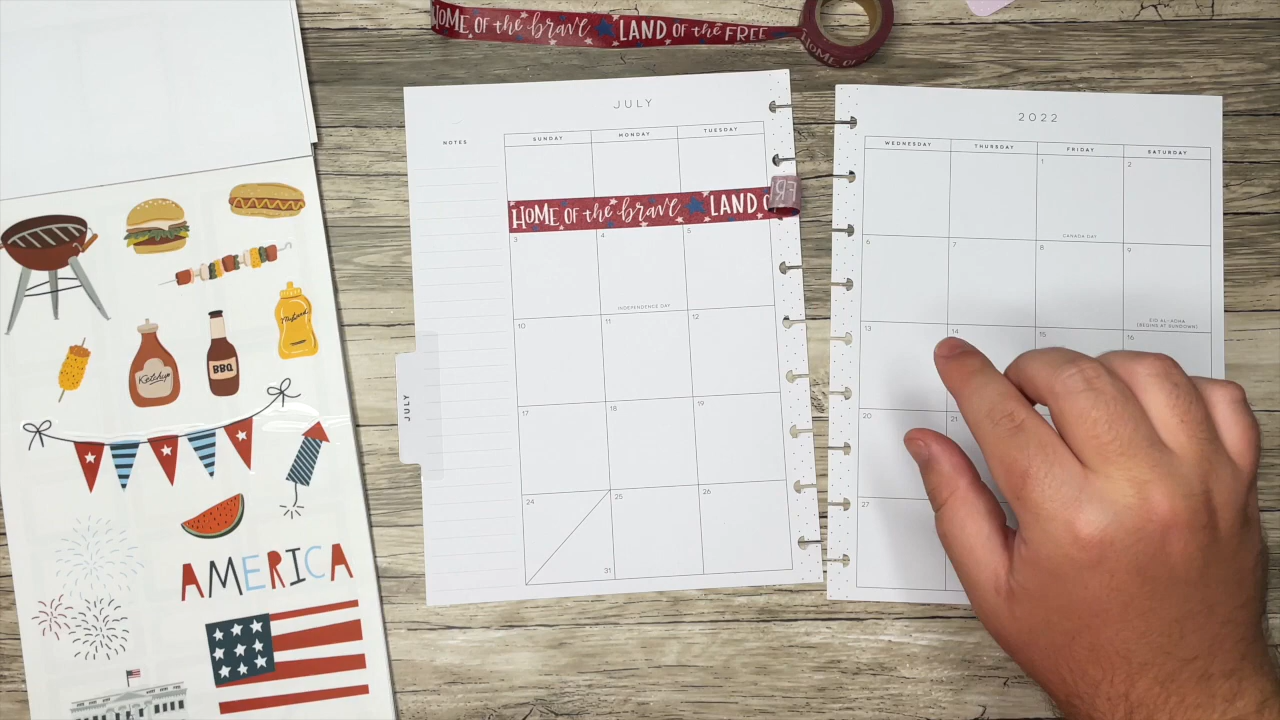 HOME OF the brave LAND OF the FREE
HOME OF
JULY
NOTES
SUNDAY MONDAY TUESDAY
HOME OF the brave LAND O
FRE
3 4 5
INDEPENDENCE DAY
10 11 12
17 18 19
24 25 26
31
JULY
2022
WEDNESDAY THURSDAY FRIDAY SATURDAY
1 2
CANADA DAY
6 7 8 9
EID AL-ADHA
(BEGINS AT SUNDOWN)
13 14 15 16
20 21
27
Mustard
Ketchup
BBQ
AMERICA